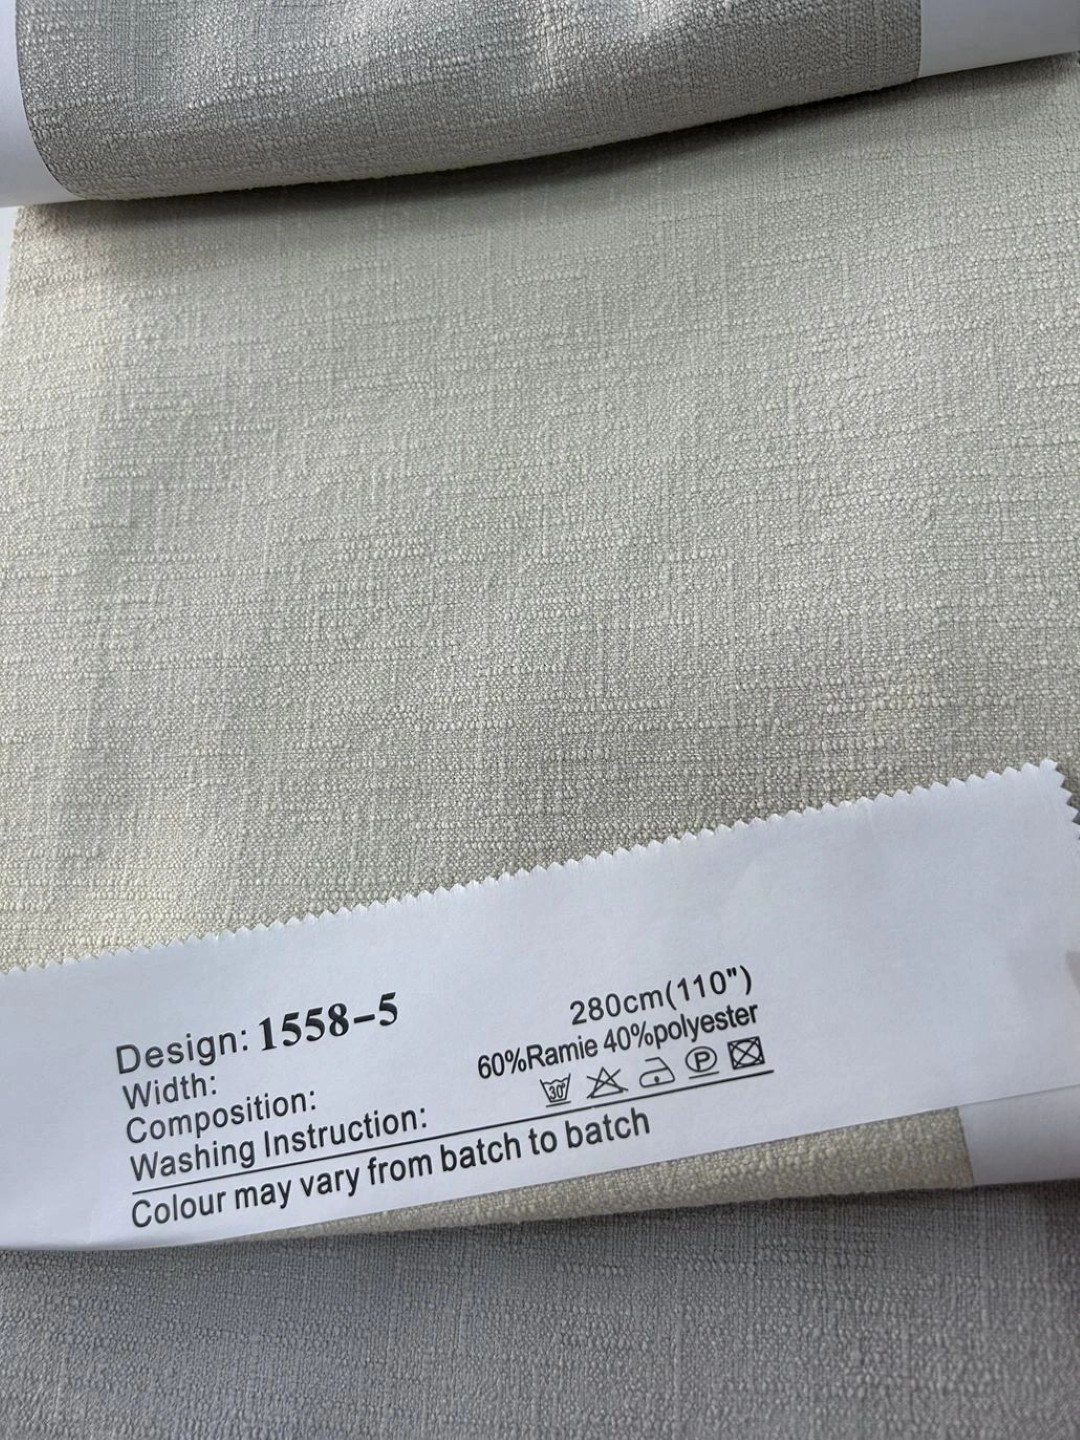 Design: 1558-5
Width: 280cm(110")
Composition: 60%Ramie 40%polyester
Washing Instruction: 30° P
Colour may vary from batch to batch